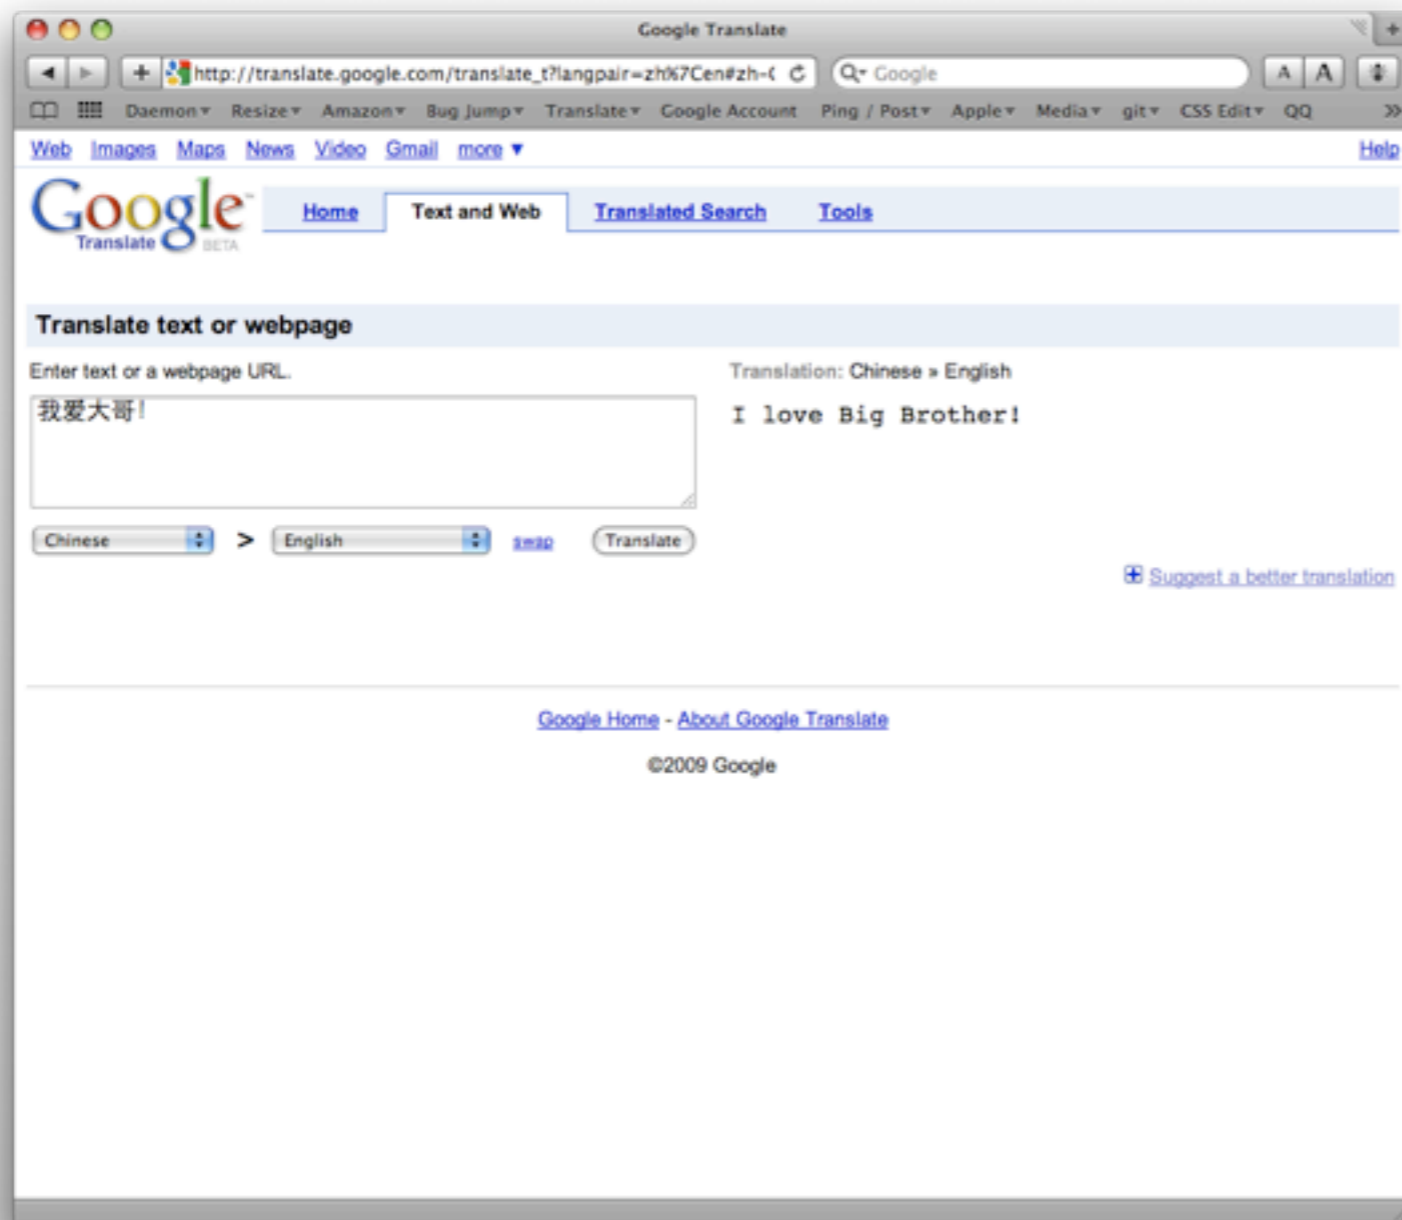 Google Translate
http://translate.google.com/translate_t?langpair=zh%7Cen#zh-
Google
A A
Daemon Resize Amazon Bug Jump Translate Google Account Ping / Post Apple Media git CSS Edit QQ
Web Images Maps News Video Gmail more Help
Google Translate BETA
Home Text and Web Translated Search Tools
Translate text or webpage
Enter text or a webpage URL.
Translation: Chinese » English
我爱大哥!
I love Big Brother!
Chinese > English swap Translate
Suggest a better translation
Google Home - About Google Translate
©2009 Google